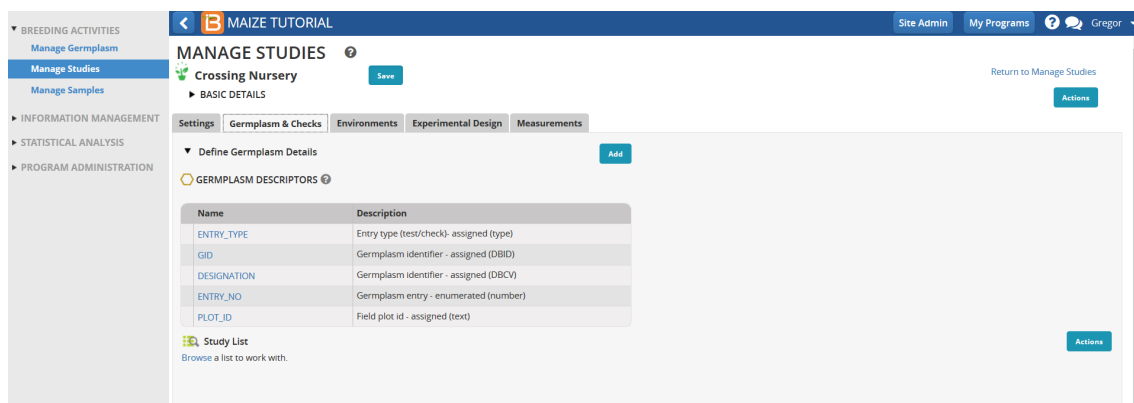 BREEDING ACTIVITIES
Manage Germplasm
Manage Studies
Manage Samples
INFORMATION MANAGEMENT
STATISTICAL ANALYSIS
PROGRAM ADMINISTRATION
MAIZE TUTORIAL
Site Admin
My Programs
Gregor
MANAGE STUDIES
Crossing Nursery
Save
Return to Manage Studies
BASIC DETAILS
Actions
Settings Germplasm & Checks Environments Experimental Design Measurements
Define Germplasm Details
Add
GERMPLASM DESCRIPTORS
Name Description
ENTRY_TYPE Entry type (test/check)- assigned (type)
GID Germplasm identifier - assigned (DBID)
DESIGNATION Germplasm identifier - assigned (DBCV)
ENTRY_NO Germplasm entry - enumerated (number)
PLOT_ID Field plot id - assigned (text)
Study List
Actions
Browse a list to work with.